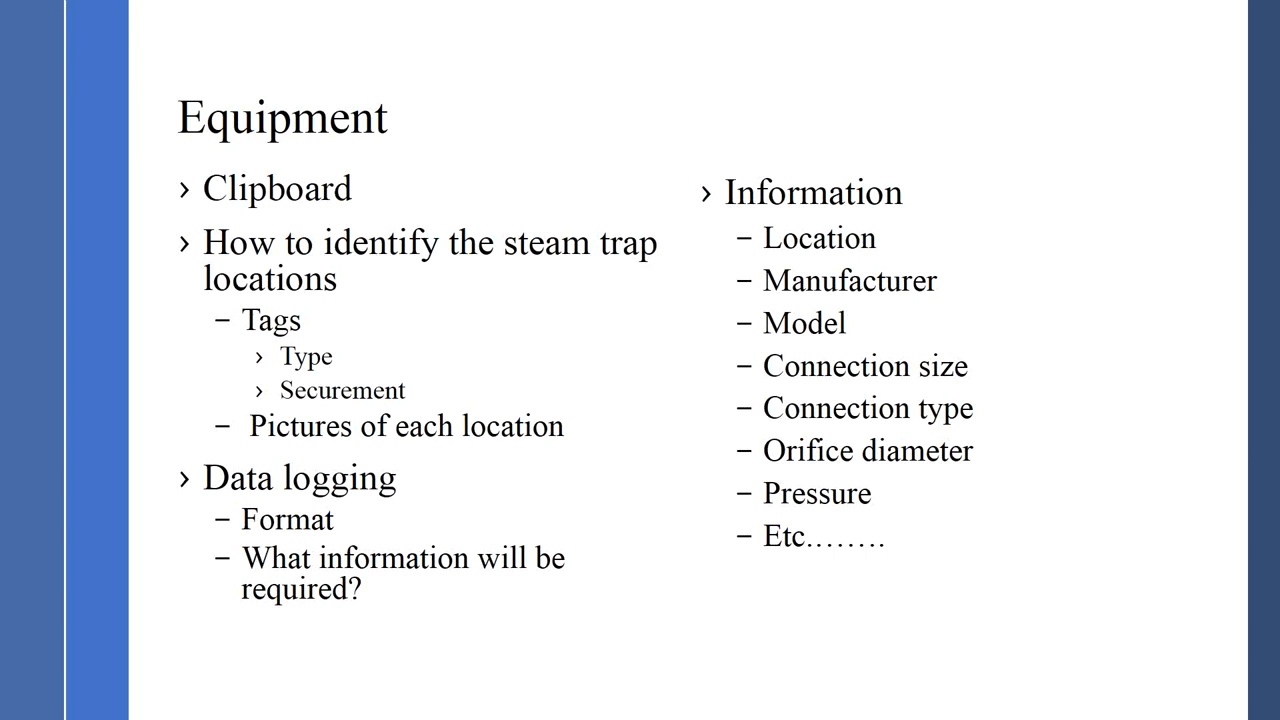 Equipment
› Clipboard
› How to identify the steam trap
locations
– Tags
› Type
› Securement
– Pictures of each location
› Data logging
– Format
– What information will be
required?
› Information
– Location
– Manufacturer
– Model
– Connection size
– Connection type
– Orifice diameter
– Pressure
– Etc……..